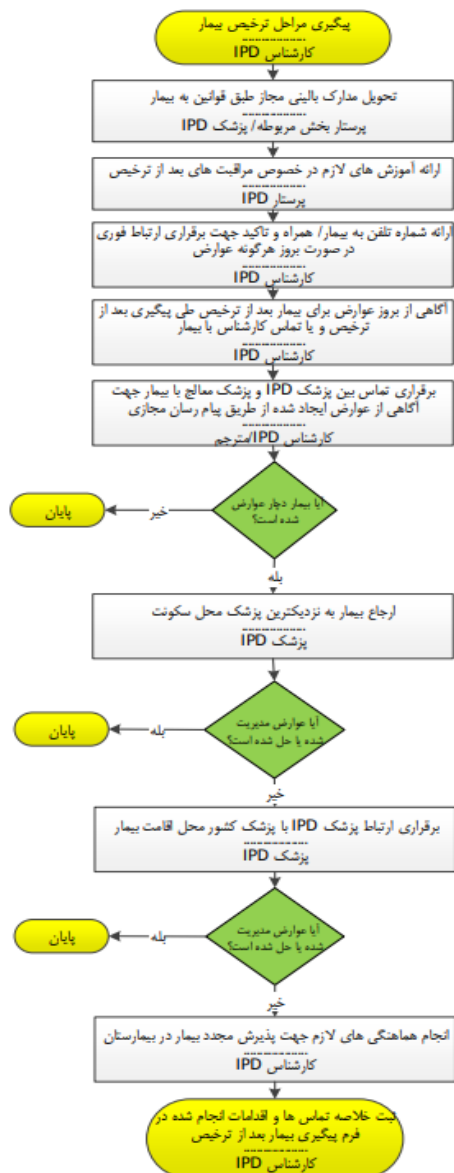 پیگیری مراحل ترخیص بیمار
....................
کارشناس IPD
تحویل مدارک بالینی مجاز طبق قوانین به بیمار
....................
پرستار بخش مربوطه/ پزشک IPD
ارائه آموزش های لازم در خصوص مراقبت های بعد از ترخیص
....................
پرستار IPD
ارائه شماره تلفن به بیمار/ همراه و تاکید جهت برقراری ارتباط فوری
در صورت بروز هرگونه عوارض
....................
کارشناس IPD
آگاهی از بروز عوارض برای بیمار بعد از ترخیص طی پیگیری بعد از
ترخیص و یا تماس کارشناس با بیمار
....................
کارشناس IPD
برقراری تماس بین پزشک IPD و پزشک معالج با بیمار جهت
آگاهی از عوارض ایجاد شده از طریق پیام رسان مجازی
....................
کارشناس IPD/مترجم
آیا بیمار دچار عوارض
شده است؟
خیر
پایان
بله
ارجاع بیمار به نزدیکترین پزشک محل سکونت
....................
پزشک IPD
آیا عوارض مدیریت
شده یا حل شده است؟
بله
پایان
خیر
برقراری ارتباط پزشک IPD با پزشک کشور محل اقامت بیمار
....................
پزشک IPD
آیا عوارض مدیریت
شده یا حل شده است؟
بله
پایان
خیر
انجام هماهنگی های لازم جهت پذیرش مجدد بیمار در بیمارستان
....................
کارشناس IPD
ثبت خلاصه تماس ها و اقدامات انجام شده در
فرم پیگیری بیمار بعد از ترخیص
....................
کارشناس IPD